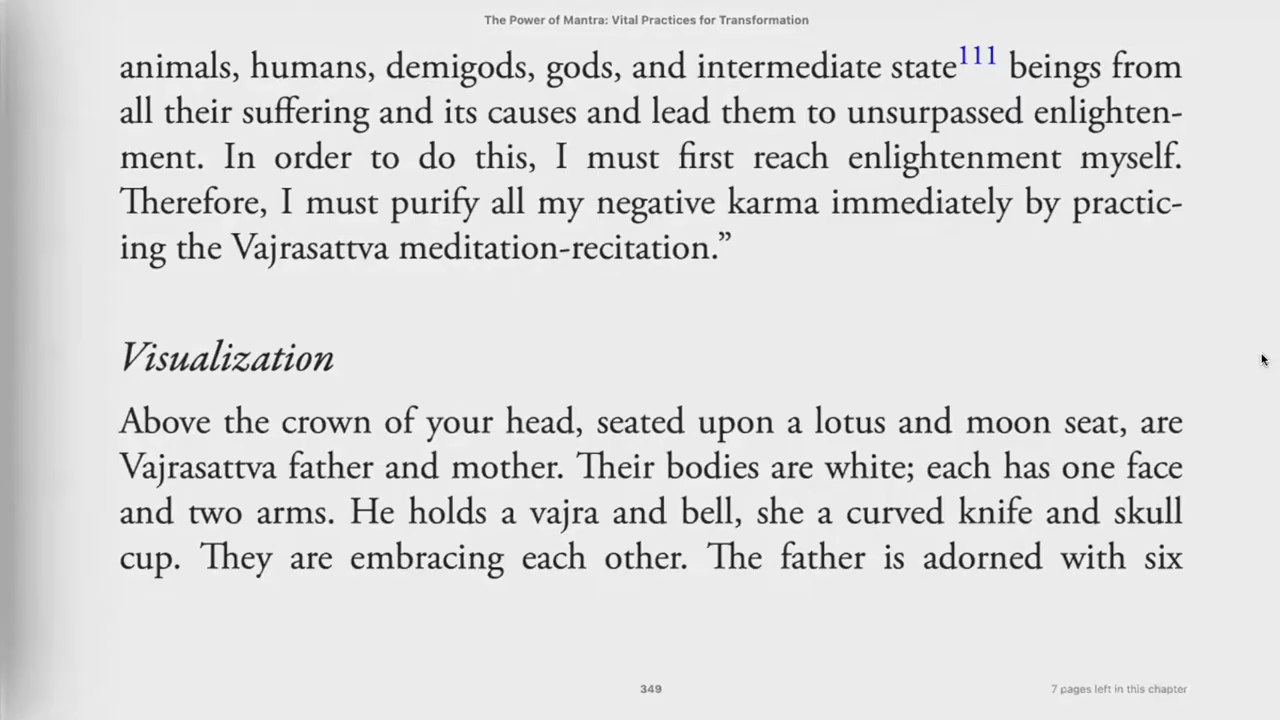 The Power of Mantra: Vital Practices for Transformation
animals, humans, demigods, gods, and intermediate state111 beings from
all their suffering and its causes and lead them to unsurpassed enlighten-
ment. In order to do this, I must first reach enlightenment myself.
Therefore, I must purify all my negative karma immediately by practic-
ing the Vajrasattva meditation-recitation.”
Visualization
Above the crown of your head, seated upon a lotus and moon seat, are
Vajrasattva father and mother. Their bodies are white; each has one face
and two arms. He holds a vajra and bell, she a curved knife and skull
cup. They are embracing each other. The father is adorned with six
349
7 pages left in this chapter